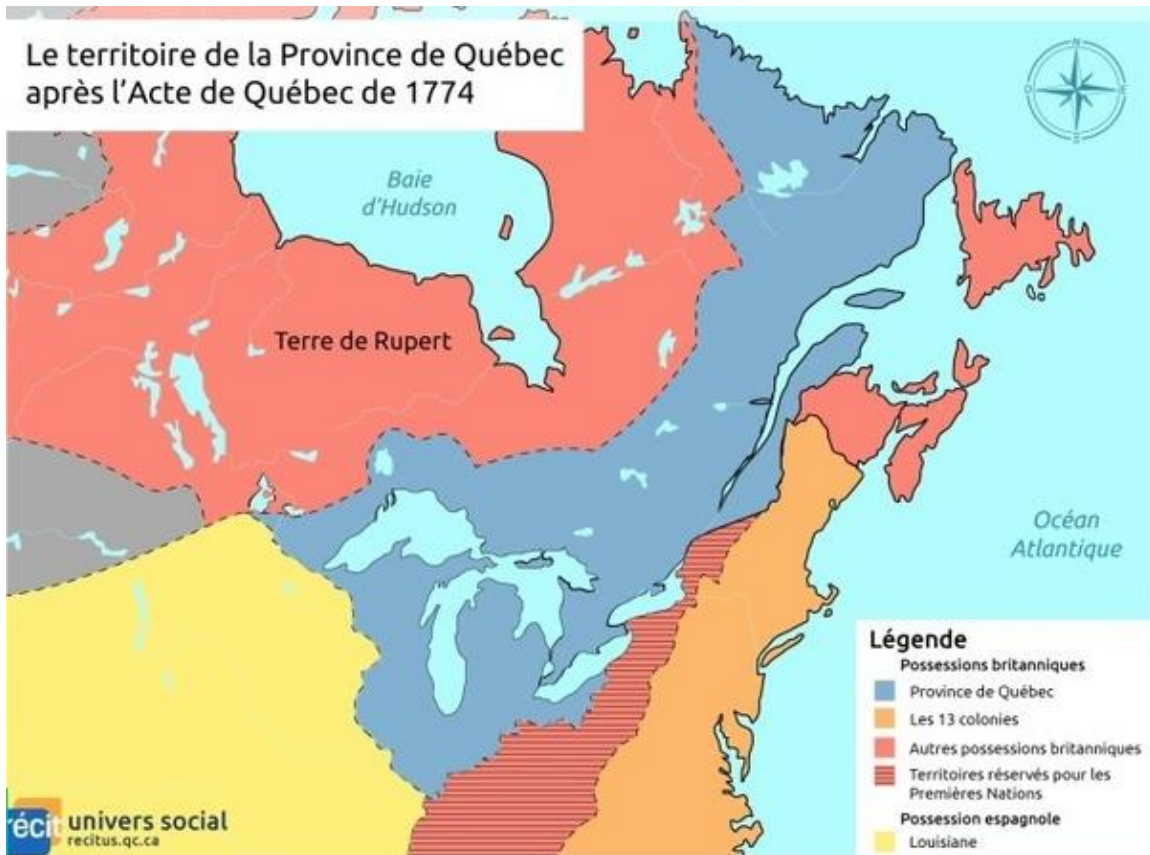 Le territoire de la Province de Québec
après l'Acte de Québec de 1774
N
O
E
S
Baie
d'Hudson
Terre de Rupert
Océan
Atlantique
Légende
Possessions britanniques
Province de Québec
Les 13 colonies
Autres possessions britanniques
Territoires réservés pour les
Premières Nations
Possession espagnole
Louisiane
récit univers social
recitus.qc.ca